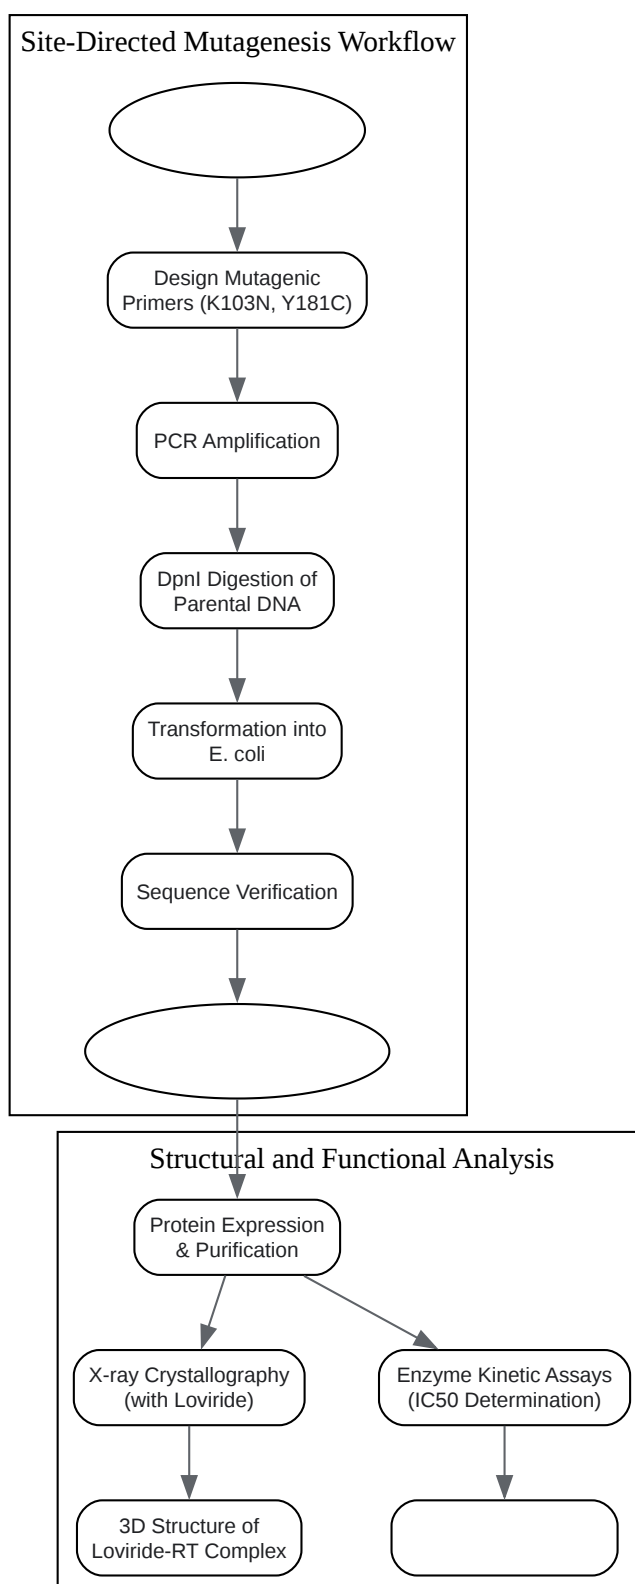 Site-Directed Mutagenesis Workflow
Design Mutagenic
Primers (K103N, Y181C)
PCR Amplification
DpnI Digestion of
Parental DNA
Transformation into
E. coli
Sequence Verification
Structural and Functional Analysis
Protein Expression
& Purification
X-ray Crystallography
(with Loviride)
Enzyme Kinetic Assays
(IC50 Determination)
3D Structure of
Loviride-RT Complex